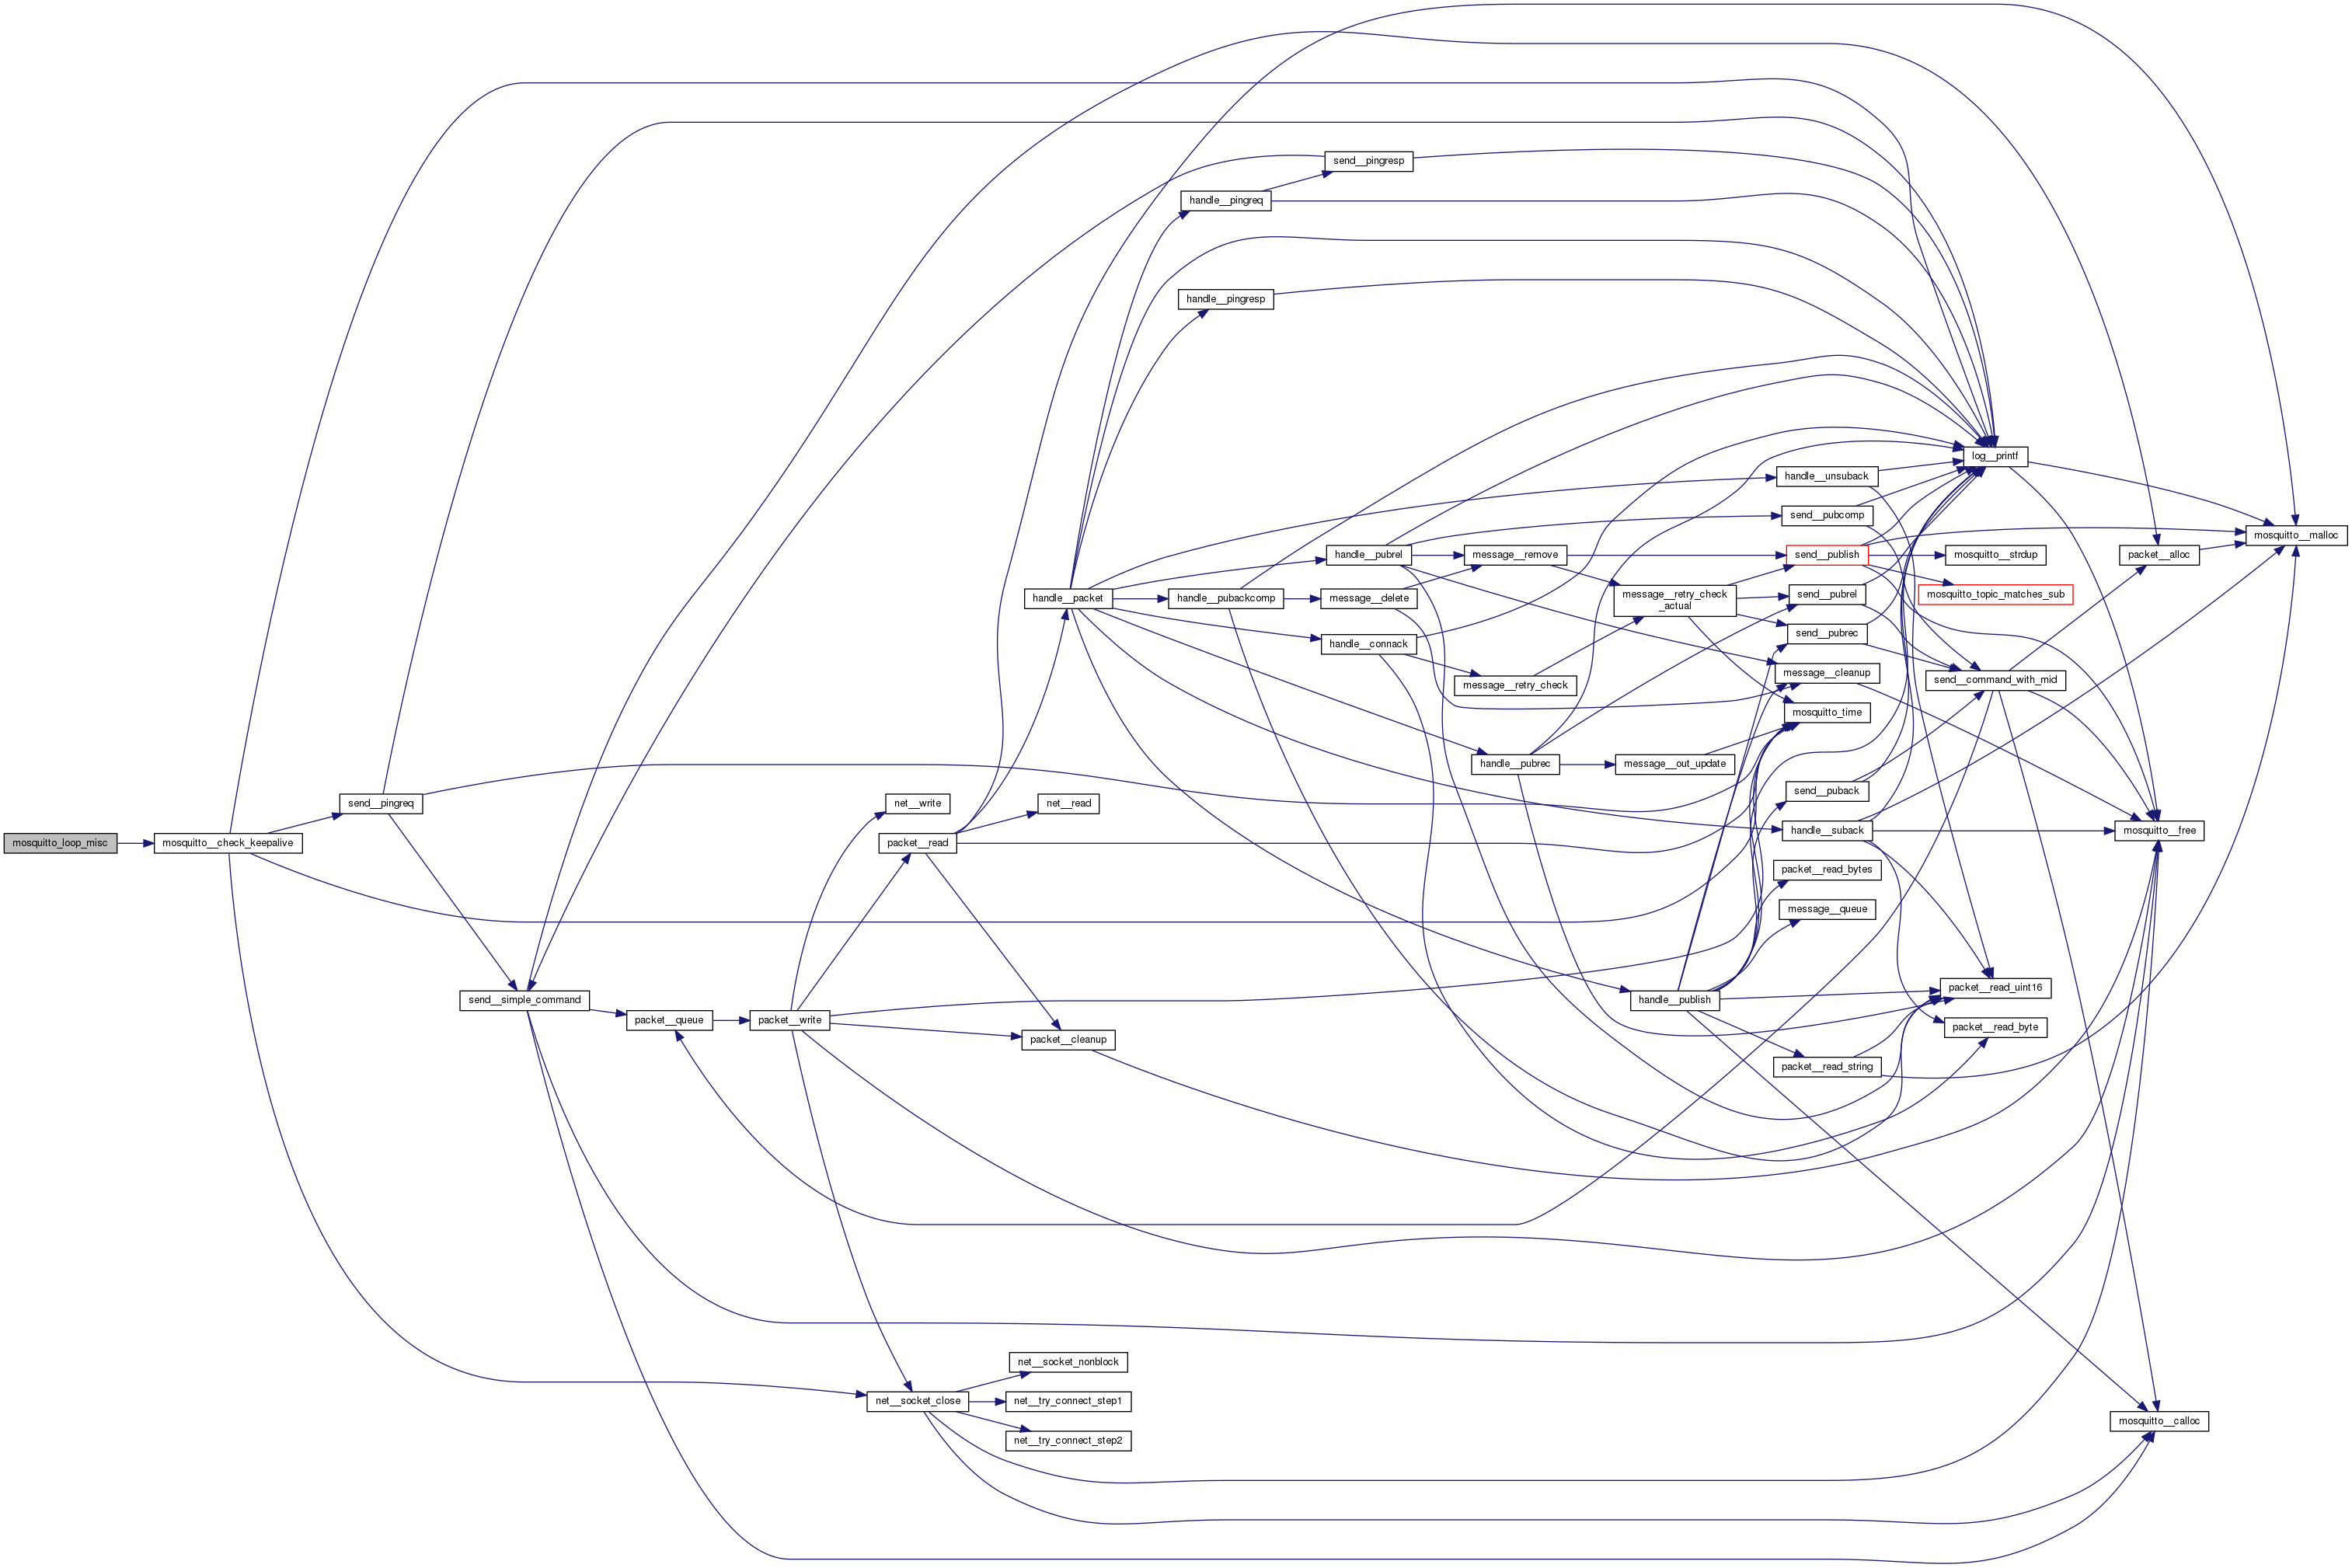 mosquitto_loop_misc
mosquitto__check_keepalive
send__pingreq
send__simple_command
packet__queue
packet__write
net__write
packet__read
net__read
packet__cleanup
net__socket_close
net__socket_nonblock
net__try_connect_step1
net__try_connect_step2
handle__packet
handle__pingreq
handle__pingresp
send__pingresp
handle__pubackcomp
handle__pubrel
message__delete
handle__connack
message__remove
message__retry_check
handle__pubrec
message__retry_check
_actual
message__out_update
handle__publish
handle__unsuback
send__pubcomp
send__publish
send__pubrel
send__pubrec
message__cleanup
mosquitto_time
send__puback
handle__suback
packet__read_bytes
message__queue
packet__read_string
log__printf
mosquitto__strdup
mosquitto_topic_matches_sub
send__command_with_mid
packet__read_uint16
packet__read_byte
packet__alloc
mosquitto__free
mosquitto__calloc
mosquitto__malloc